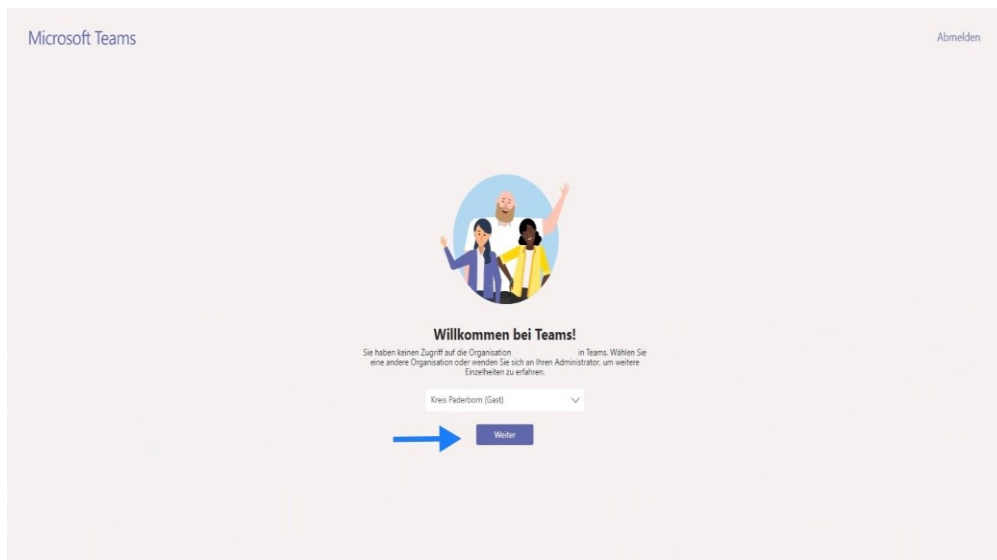 Microsoft Teams
Abmelden
Willkommen bei Teams!
Sie haben keinen Zugriff auf die Organisation in Teams. Wählen Sie
eine andere Organisation oder wenden Sie sich an Ihren Administrator, um weitere
Einzelheiten zu erfahren.
Kreis Paderborn (Gast)
Weiter